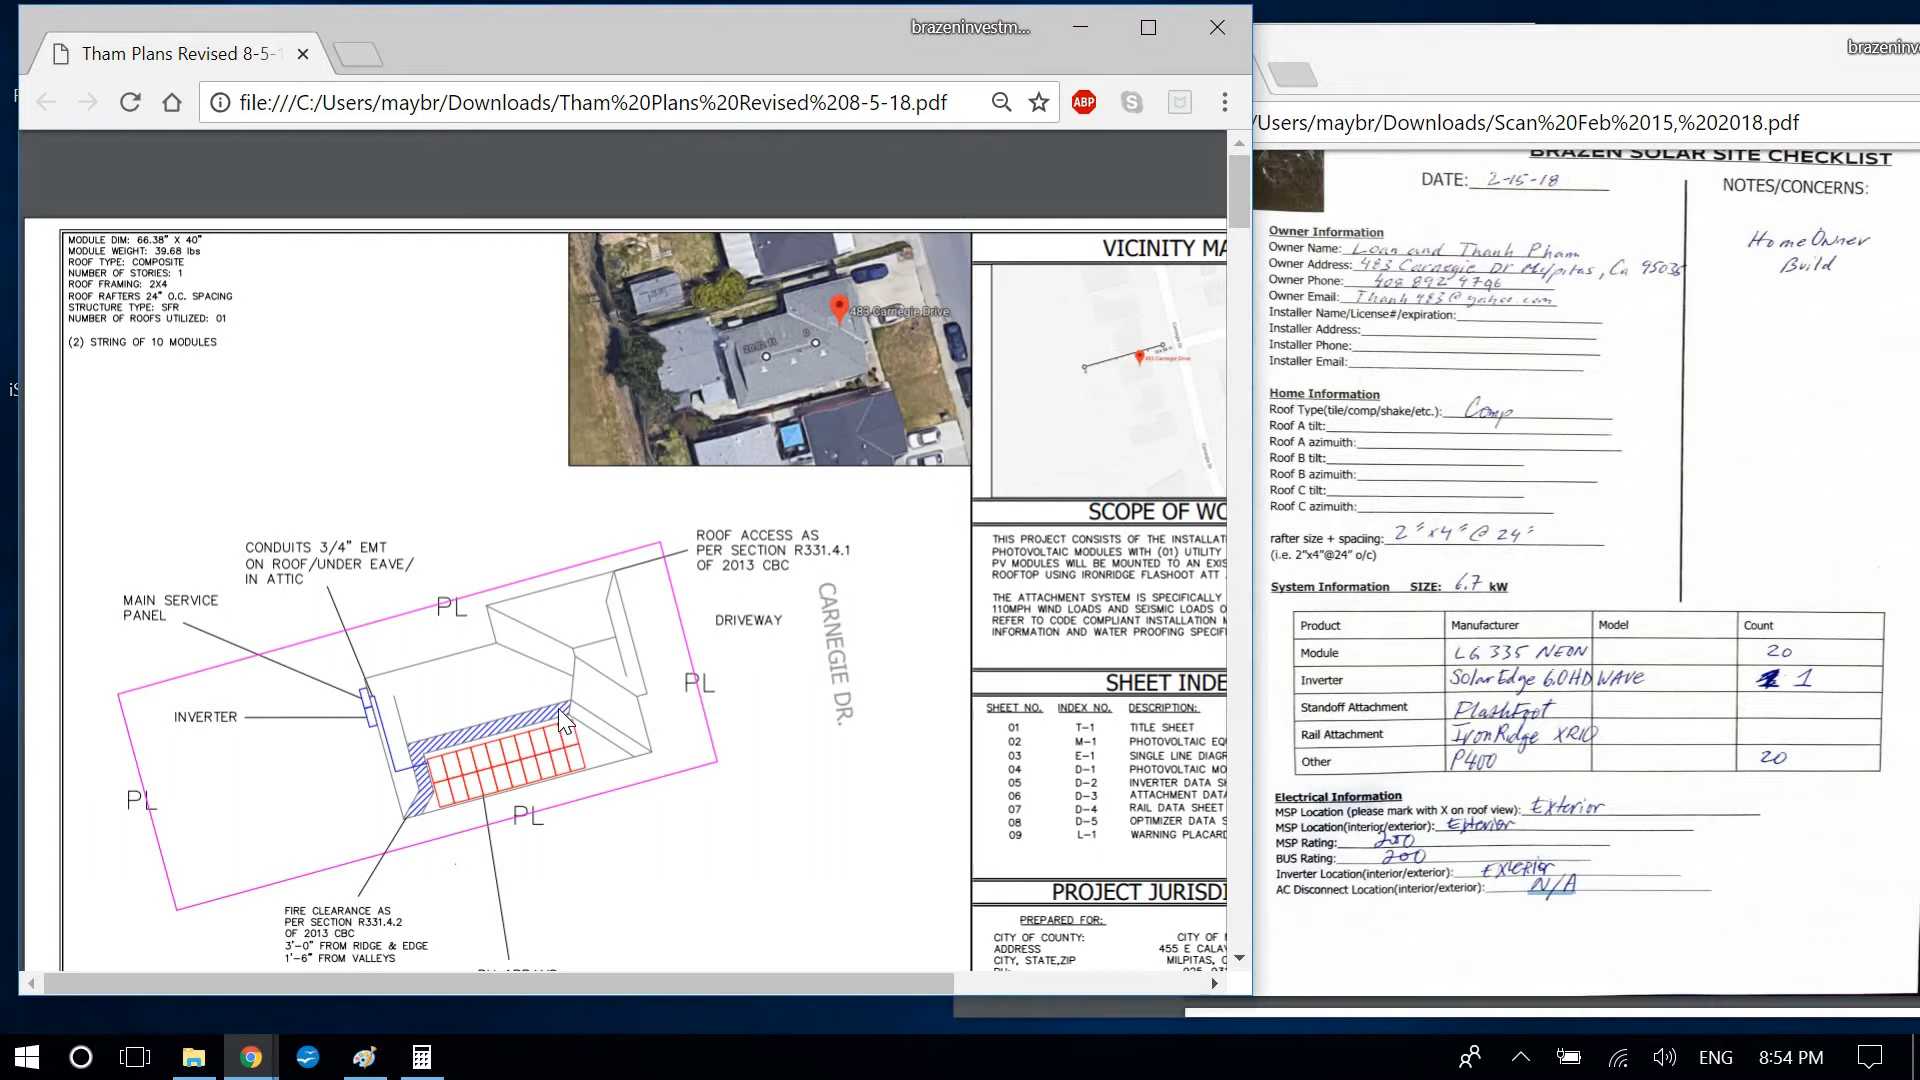 brazeninvestm...
Tham Plans Revised 8-5-1
file:///C:/Users/maybr/Downloads/Tham%20Plans%20Revised%208-5-18.pdf
ABP
MODULE DIM: 66.38" X 40"
MODULE WEIGHT: 39.68 lbs
ROOF TYPE: COMPOSITE
NUMBER OF STORIES: 1
ROOF FRAMING: 2X4
ROOF RAFTERS 24" O.C. SPACING
STRUCTURE TYPE: SFR
NUMBER OF ROOFS UTILIZED: 01
(2) STRING OF 10 MODULES
483 Carnegie Drive
VICINITY MA
SCOPE OF WO
THIS PROJECT CONSISTS OF THE INSTALLAT
PHOTOVOLTAIC MODULES WITH (01) UTILITY
PV MODULES WILL BE MOUNTED TO AN EXIS
ROOFTOP USING IRONRIDGE FLASHOOT ATT
THE ATTACHMENT SYSTEM IS SPECIFICALLY
110MPH WIND LOADS AND SEISMIC LOADS O
REFER TO CODE COMPLIANT INSTALLATION M
INFORMATION AND WATER PROOFING SPECIF
CONDUITS 3/4" EMT
ON ROOF/UNDER EAVE/
IN ATTIC
ROOF ACCESS AS
PER SECTION R331.4.1
OF 2013 CBC
MAIN SERVICE
PANEL
PL
DRIVEWAY
CARNEGIE DR.
PL
INVERTER
PL
PL
FIRE CLEARANCE AS
PER SECTION R331.4.2
OF 2013 CBC
3'-0" FROM RIDGE & EDGE
1'-6" FROM VALLEYS
SHEET INDE
SHEET NO. INDEX NO. DESCRIPTION:
01 T-1 TITLE SHEET
02 M-1 PHOTOVOLTAIC EQ
03 E-1 SINGLE LINE DIAGR
04 D-1 PHOTOVOLTAIC MO
05 D-2 INVERTER DATA SH
06 D-3 ATTACHMENT DATA
07 D-4 RAIL DATA SHEET
08 D-5 OPTIMIZER DATA S
09 L-1 WARNING PLACARD
PROJECT JURISDI
PREPARED FOR:
CITY OF COUNTY: CITY OF
ADDRESS 455 E CALA
CITY, STATE,ZIP MILPITAS, C
brazeninv
/Users/maybr/Downloads/Scan%20Feb%2015,%202018.pdf
BRAZEN SOLAR SITE CHECKLIST
DATE: 2-15-18
NOTES/CONCERNS:
HomeOwner
Build
Owner Information
Owner Name: Loan and Thanh Pham
Owner Address: 483 Carnegie Dr Milpitas, Ca 95035
Owner Phone: 408 892 4796
Owner Email: Thanh483@yahoo.com
Installer Name/License#/expiration:
Installer Address:
Installer Phone:
Installer Email:
Home Information
Roof Type(tile/comp/shake/etc.): Comp
Roof A tilt:
Roof A azimuth:
Roof B tilt:
Roof B azimuth:
Roof C tilt:
Roof C azimuth:
rafter size + spaciing: 2"x4"@ 24"
(i.e. 2"x4"@24" o/c)
System Information SIZE: 6.7 kW
Product Manufacturer Model Count
Module LG 335 NEON 20
Inverter SolarEdge 6.0HD WAVE 1
Standoff Attachment FlashFoot
Rail Attachment IronRidge XR10
Other P400 20
Electrical Information
MSP Location (please mark with X on roof view): Exterior
MSP Location(interior/exterior): Exterior
MSP Rating: 200
BUS Rating: 200
Inverter Location(interior/exterior): Exterior
AC Disconnect Location(interior/exterior): N/A
ENG
8:54 PM